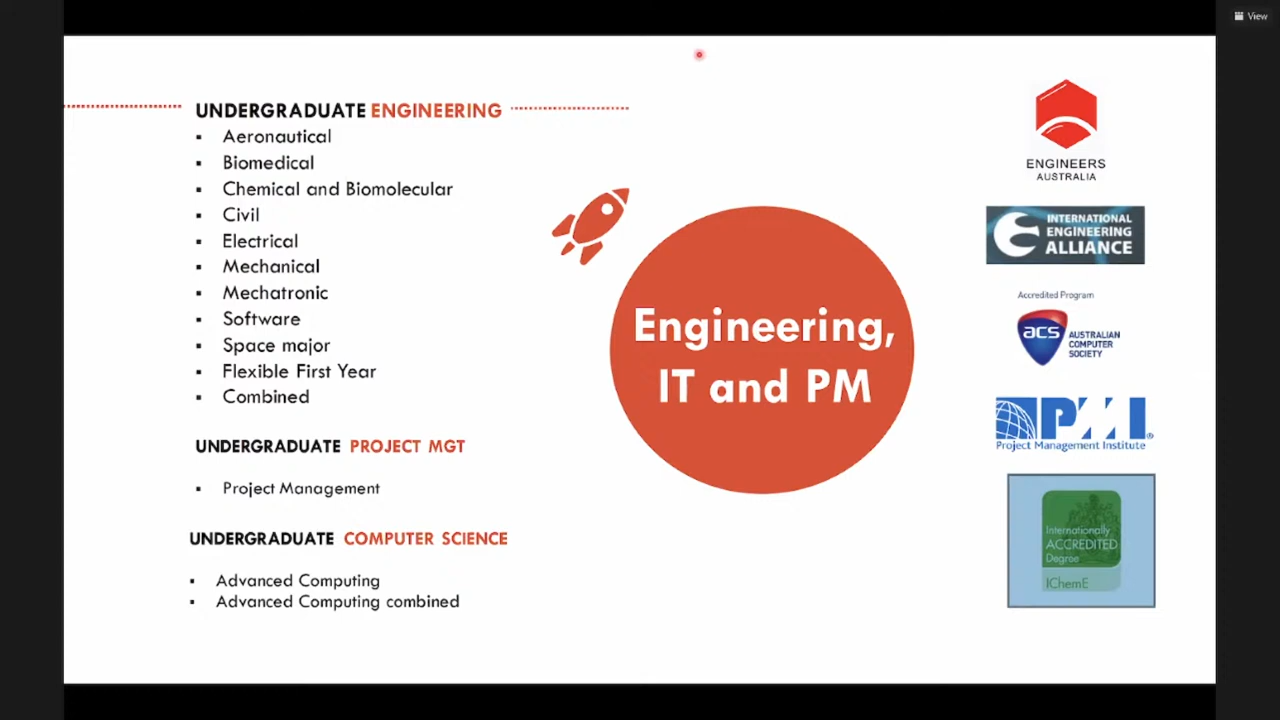 View
UNDERGRADUATE ENGINEERING
▪ Aeronautical
▪ Biomedical
▪ Chemical and Biomolecular
▪ Civil
▪ Electrical
▪ Mechanical
▪ Mechatronic
▪ Software
▪ Space major
▪ Flexible First Year
▪ Combined
UNDERGRADUATE PROJECT MGT
▪ Project Management
UNDERGRADUATE COMPUTER SCIENCE
▪ Advanced Computing
▪ Advanced Computing combined
Engineering,
IT and PM
ENGINEERS
AUSTRALIA
INTERNATIONAL
ENGINEERING
ALLIANCE
Accredited Program
acs AUSTRALIAN
COMPUTER
SOCIETY
PMI®
Project Management Institute
Internationally
ACCREDITED
Degree
IChemE